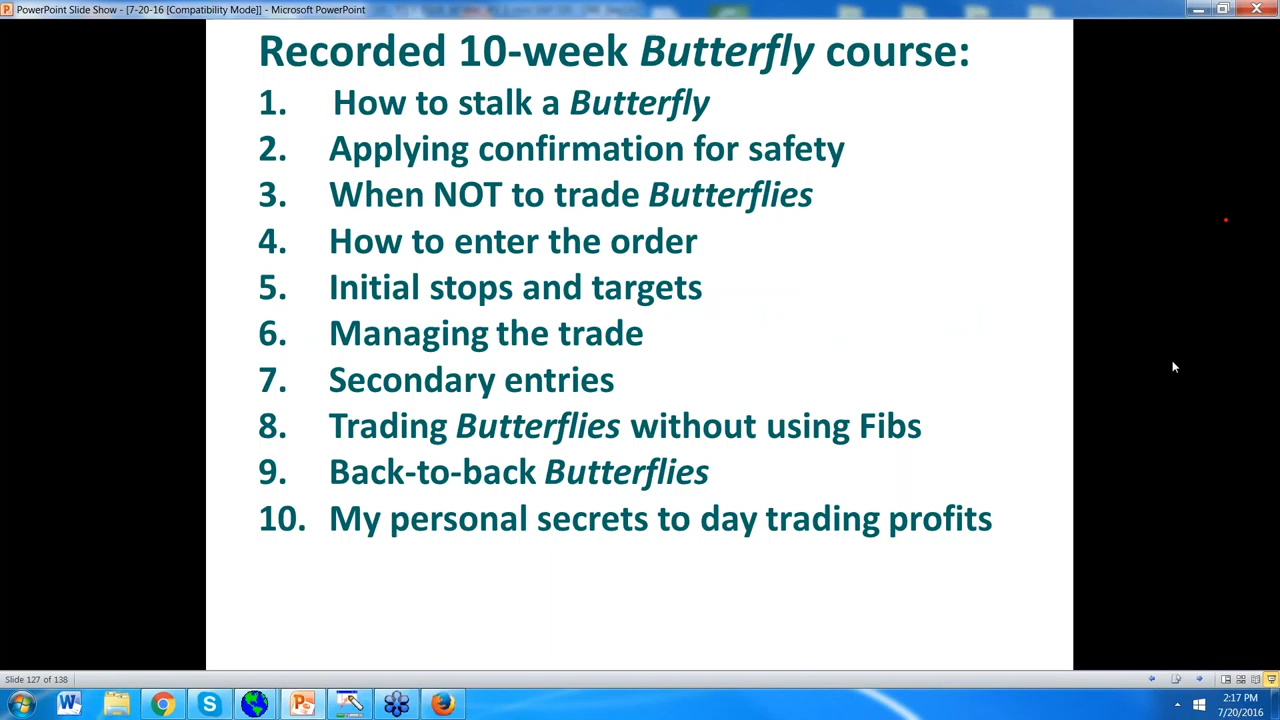 PowerPoint Slide Show - [7-20-16 [Compatibility Mode]] - Microsoft PowerPoint
Recorded 10-week Butterfly course:
1. How to stalk a Butterfly
2. Applying confirmation for safety
3. When NOT to trade Butterflies
4. How to enter the order
5. Initial stops and targets
6. Managing the trade
7. Secondary entries
8. Trading Butterflies without using Fibs
9. Back-to-back Butterflies
10. My personal secrets to day trading profits
Slide 127 of 138
2:17 PM
7/20/2016